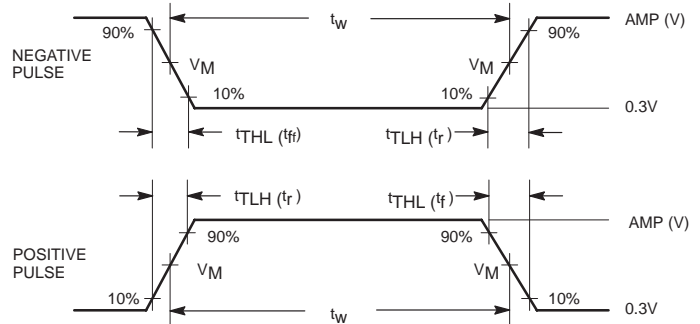 90%
tw
90%
AMP (V)
NEGATIVE
PULSE
VM
VM
10%
10%
0.3V
tTHL (tff)
tTLH (tr)
tTLH (tr)
tTHL (tf)
AMP (V)
90%
90%
POSITIVE
PULSE
VM
VM
10%
10%
tw
0.3V